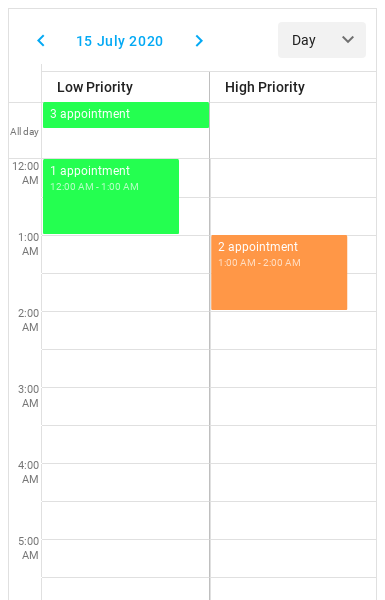 15 July 2020
Day
Low Priority
High Priority
All day
3 appointment
12:00
AM
1 appointment
12:00 AM - 1:00 AM
1:00
AM
2 appointment
1:00 AM - 2:00 AM
2:00
AM
3:00
AM
4:00
AM
5:00
AM